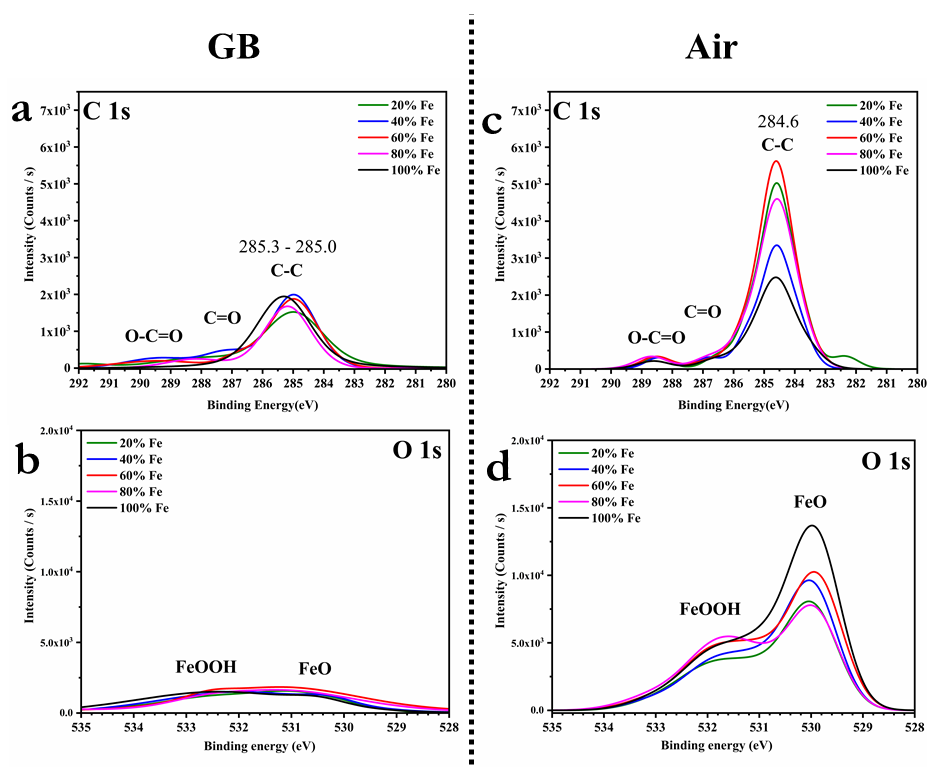 GB
Air
a
C 1s
20% Fe
40% Fe
60% Fe
80% Fe
100% Fe
285.3 - 285.0
C-C
C=O
O-C=O
7x10³
6x10³
5x10³
4x10³
3x10³
2x10³
1x10³
0
Intensity (Counts / s)
292 291 290 289 288 287 286 285 284 283 282 281 280
Binding Energy(eV)
c
C 1s
20% Fe
40% Fe
60% Fe
80% Fe
100% Fe
284.6
C-C
C=O
O-C=O
7x10³
6x10³
5x10³
4x10³
3x10³
2x10³
1x10³
0
Intensity (Counts / s)
292 291 290 289 288 287 286 285 284 283 282 281 280
Binding Energy(eV)
b
O 1s
20% Fe
40% Fe
60% Fe
80% Fe
100% Fe
FeOOH
FeO
2.0x10⁴
1.5x10⁴
1.0x10⁴
5.0x10³
0.0
Intensity (Counts / s)
535 534 533 532 531 530 529 528
Binding energy (eV)
d
O 1s
20% Fe
40% Fe
60% Fe
80% Fe
100% Fe
FeO
FeOOH
2.0x10⁴
1.5x10⁴
1.0x10⁴
5.0x10³
0.0
Intensity (Counts / s)
535 534 533 532 531 530 529 528
Binding energy (eV)